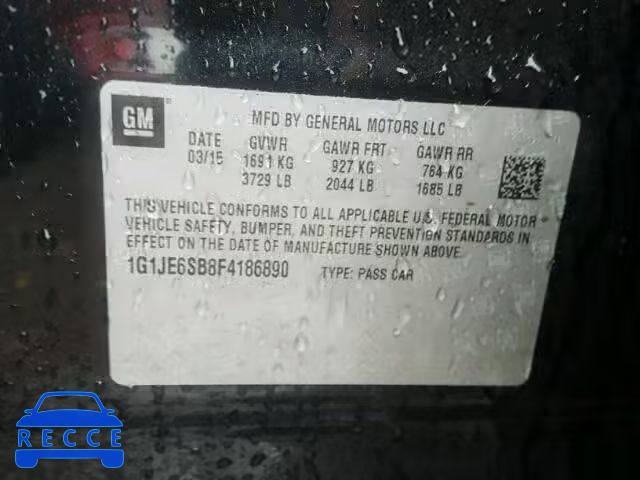 GM
MFD BY GENERAL MOTORS LLC
DATE GVWR GAWR FRT GAWR RR
03/15 1691 KG 927 KG 764 KG
3729 LB 2044 LB 1685 LB
THIS VEHICLE CONFORMS TO ALL APPLICABLE U.S. FEDERAL MOTOR
VEHICLE SAFETY, BUMPER, AND THEFT PREVENTION STANDARDS IN
EFFECT ON THE DATE OF MANUFACTURE SHOWN ABOVE.
1G1JE6SB8F4186890 TYPE: PASS CAR
RECCE